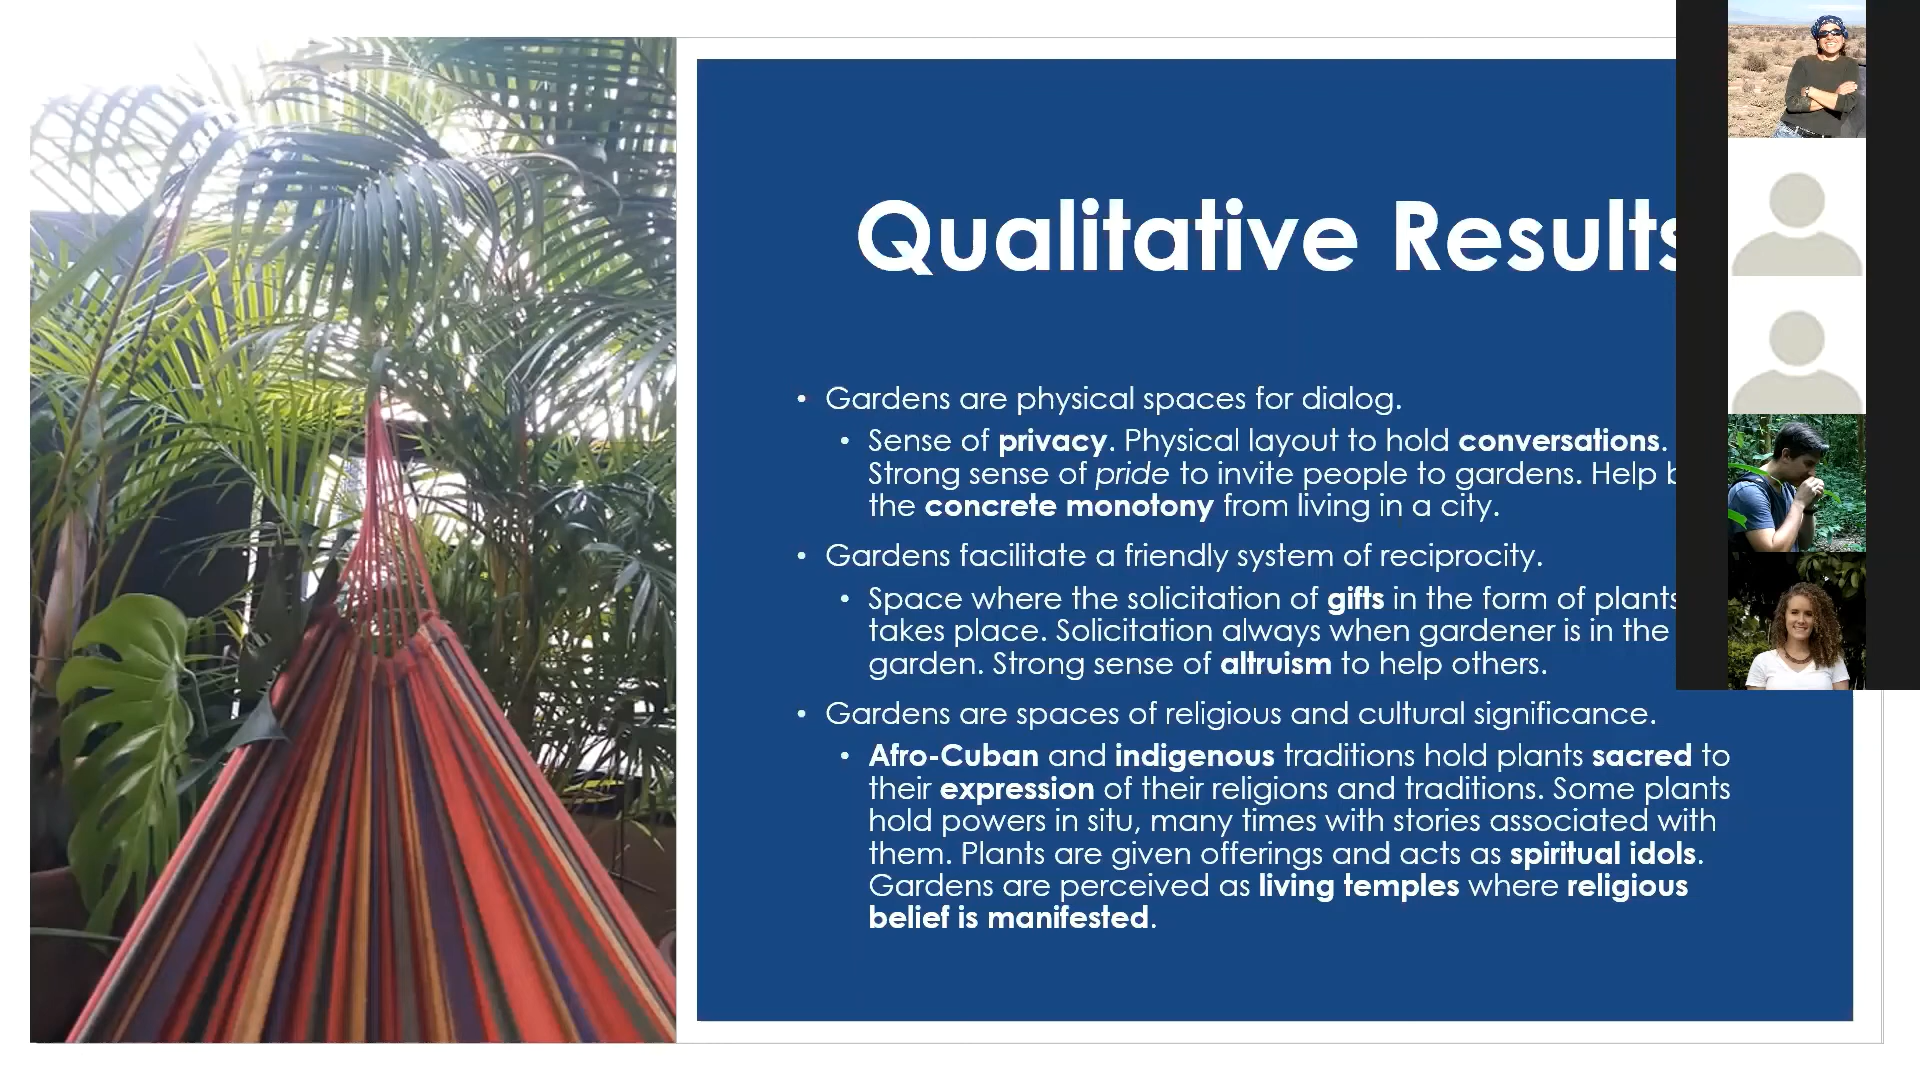 Qualitative Results
• Gardens are physical spaces for dialog.
• Sense of privacy. Physical layout to hold conversations.
Strong sense of pride to invite people to gardens. Help
the concrete monotony from living in a city.
• Gardens facilitate a friendly system of reciprocity.
• Space where the solicitation of gifts in the form of plants
takes place. Solicitation always when gardener is in the
garden. Strong sense of altruism to help others.
• Gardens are spaces of religious and cultural significance.
• Afro-Cuban and indigenous traditions hold plants sacred to
their expression of their religions and traditions. Some plants
hold powers in situ, many times with stories associated with
them. Plants are given offerings and acts as spiritual idols.
Gardens are perceived as living temples where religious
belief is manifested.